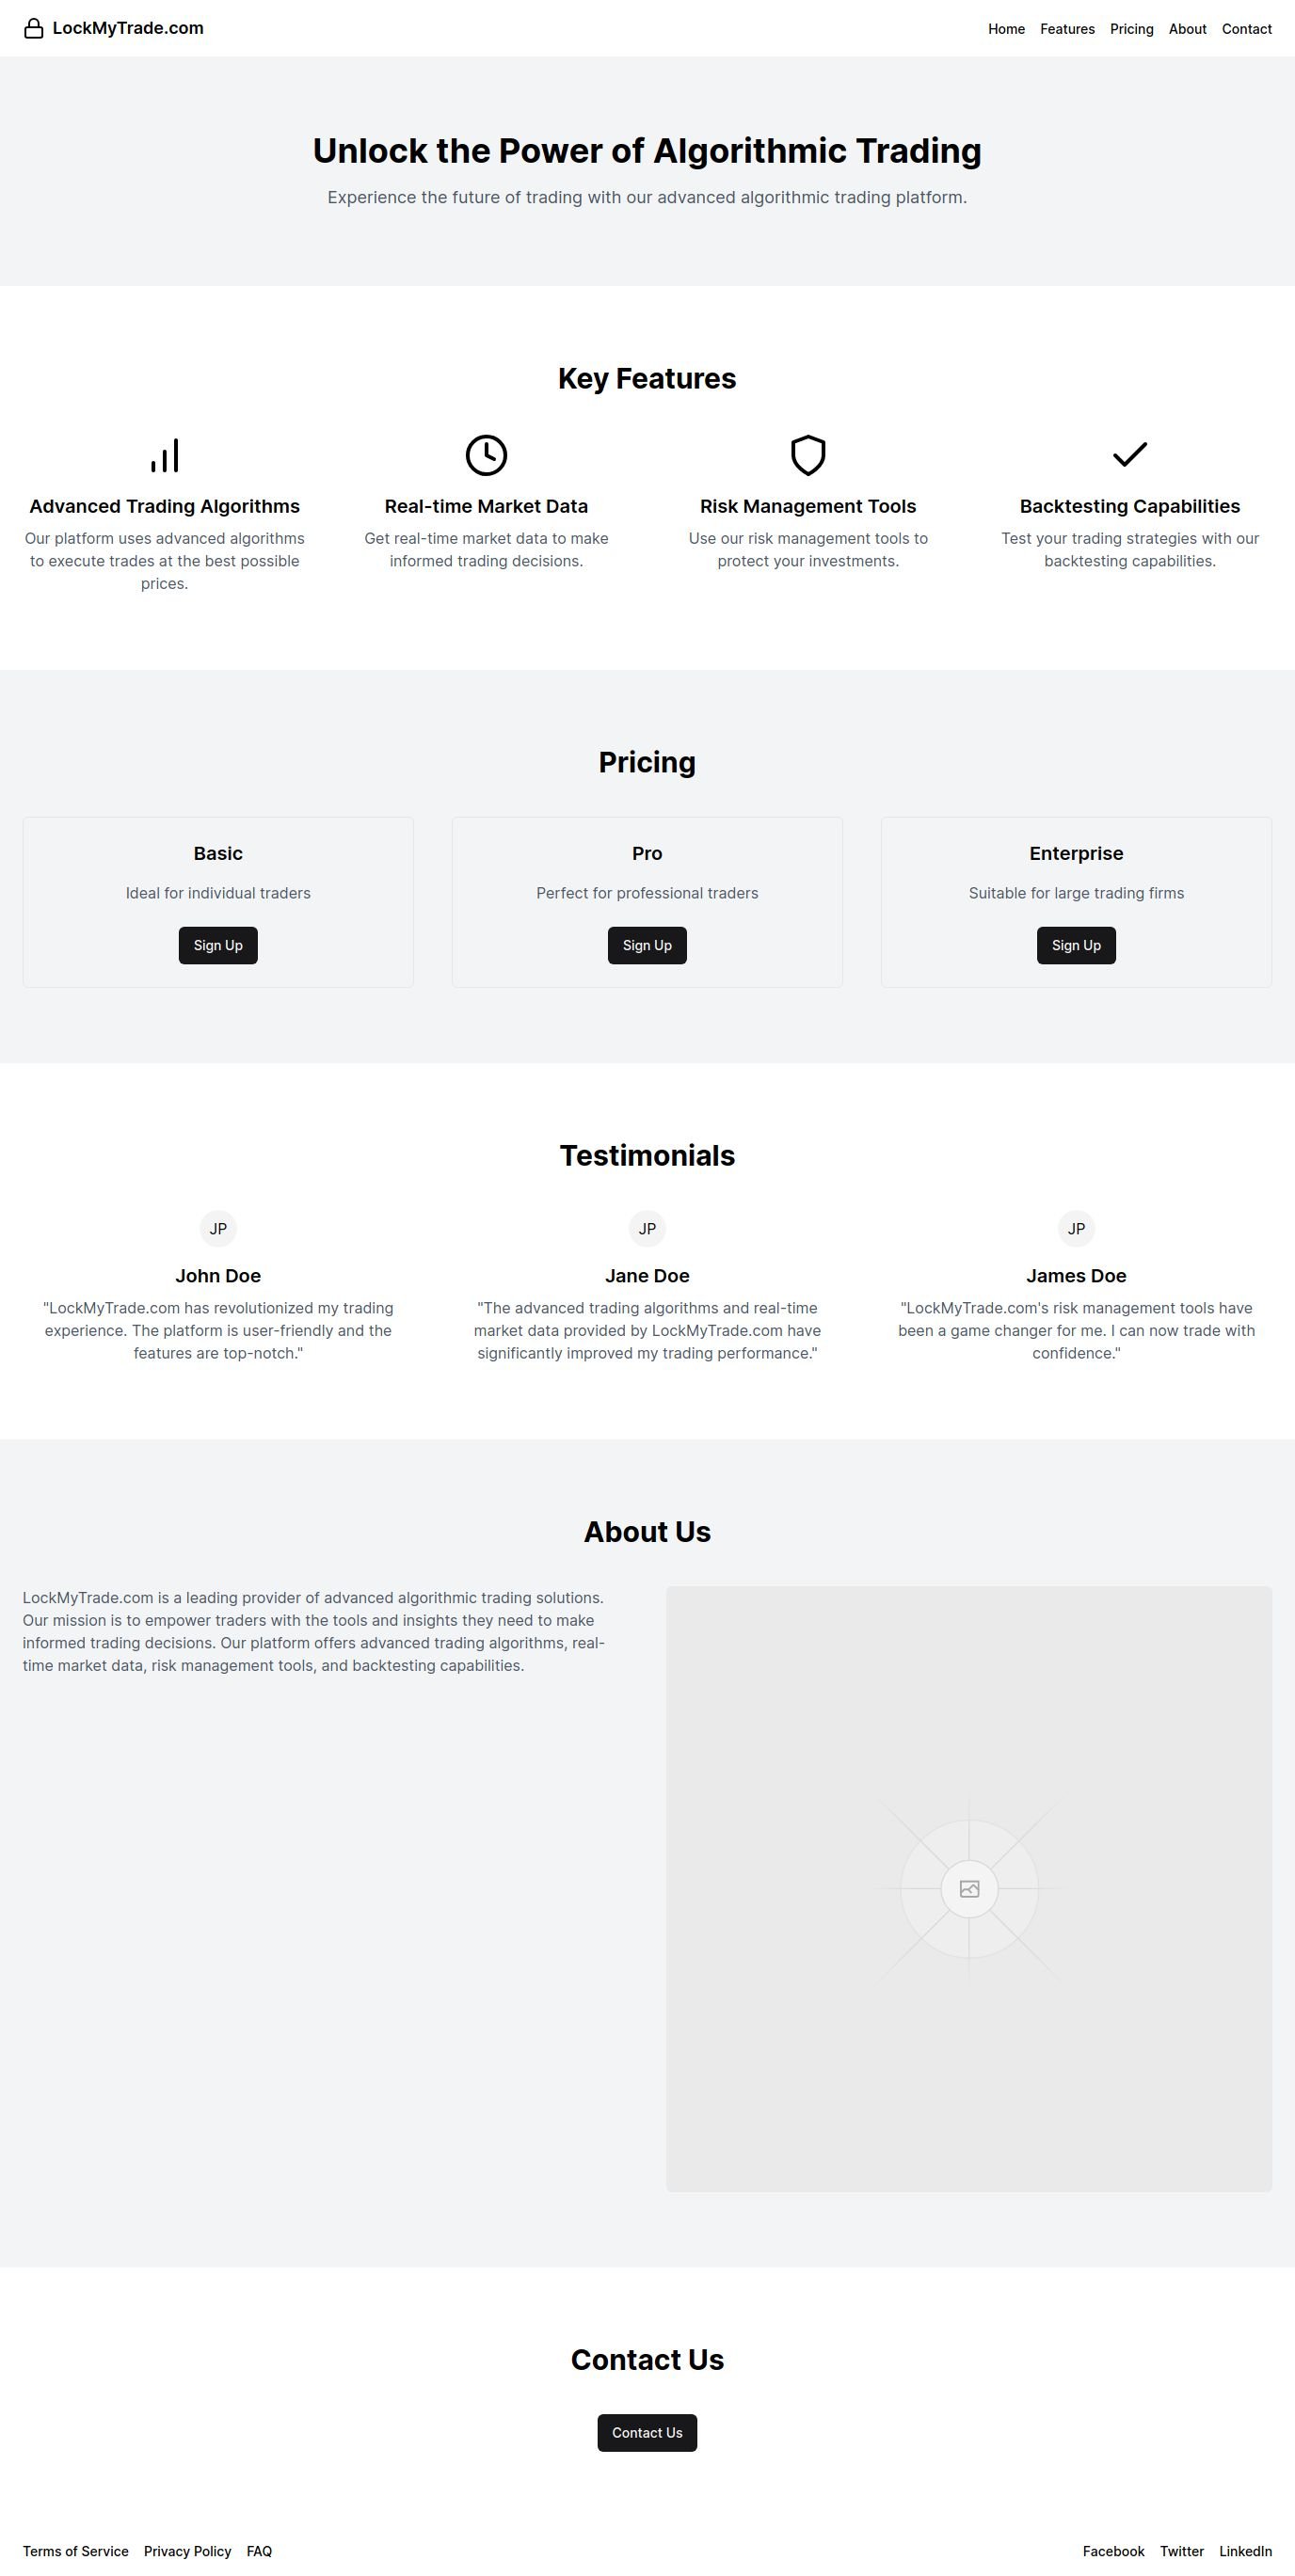 LockMyTrade.com
Home Features Pricing About Contact
Unlock the Power of Algorithmic Trading
Experience the future of trading with our advanced algorithmic trading platform.
Key Features
Advanced Trading Algorithms
Our platform uses advanced algorithms
to execute trades at the best possible
prices.
Real-time Market Data
Get real-time market data to make
informed trading decisions.
Risk Management Tools
Use our risk management tools to
protect your investments.
Backtesting Capabilities
Test your trading strategies with our
backtesting capabilities.
Pricing
Basic
Ideal for individual traders
Sign Up
Pro
Perfect for professional traders
Sign Up
Enterprise
Suitable for large trading firms
Sign Up
Testimonials
JP
John Doe
"LockMyTrade.com has revolutionized my trading
experience. The platform is user-friendly and the
features are top-notch."
JP
Jane Doe
"The advanced trading algorithms and real-time
market data provided by LockMyTrade.com have
significantly improved my trading performance."
JP
James Doe
"LockMyTrade.com's risk management tools have
been a game changer for me. I can now trade with
confidence."
About Us
LockMyTrade.com is a leading provider of advanced algorithmic trading solutions.
Our mission is to empower traders with the tools and insights they need to make
informed trading decisions. Our platform offers advanced trading algorithms, real-
time market data, risk management tools, and backtesting capabilities.
Contact Us
Contact Us
Terms of Service Privacy Policy FAQ
Facebook Twitter LinkedIn